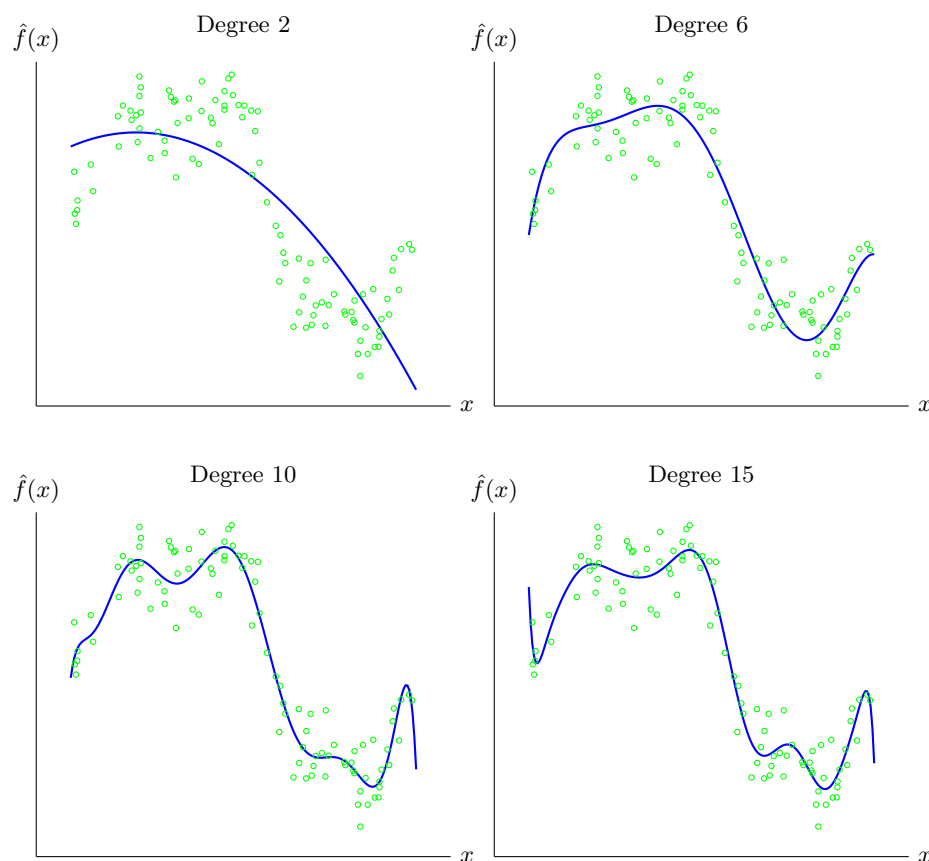 Degree 2
f̂(x)
x
Degree 6
f̂(x)
x
Degree 10
f̂(x)
x
Degree 15
f̂(x)
x